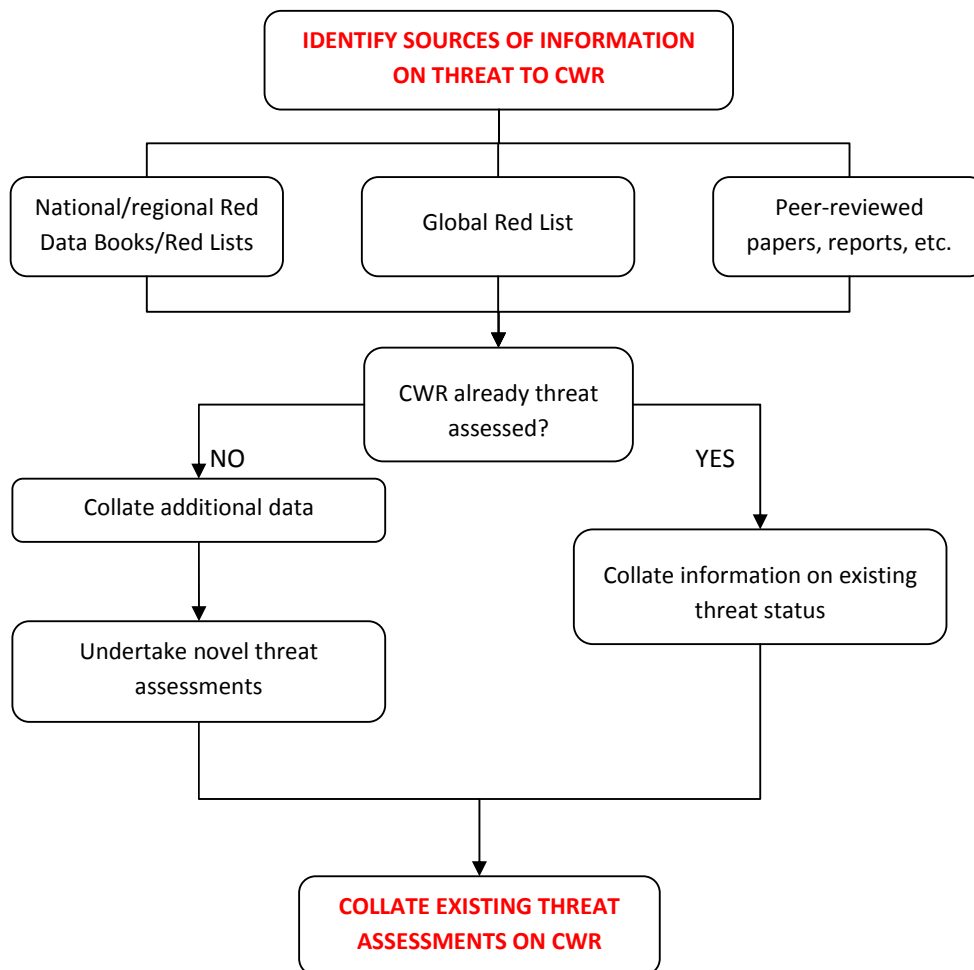 IDENTIFY SOURCES OF INFORMATION
ON THREAT TO CWR
National/regional Red
Data Books/Red Lists
Global Red List
Peer-reviewed
papers, reports, etc.
CWR already threat
assessed?
NO
YES
Collate additional data
Collate information on existing
threat status
Undertake novel threat
assessments
COLLATE EXISTING THREAT
ASSESSMENTS ON CWR